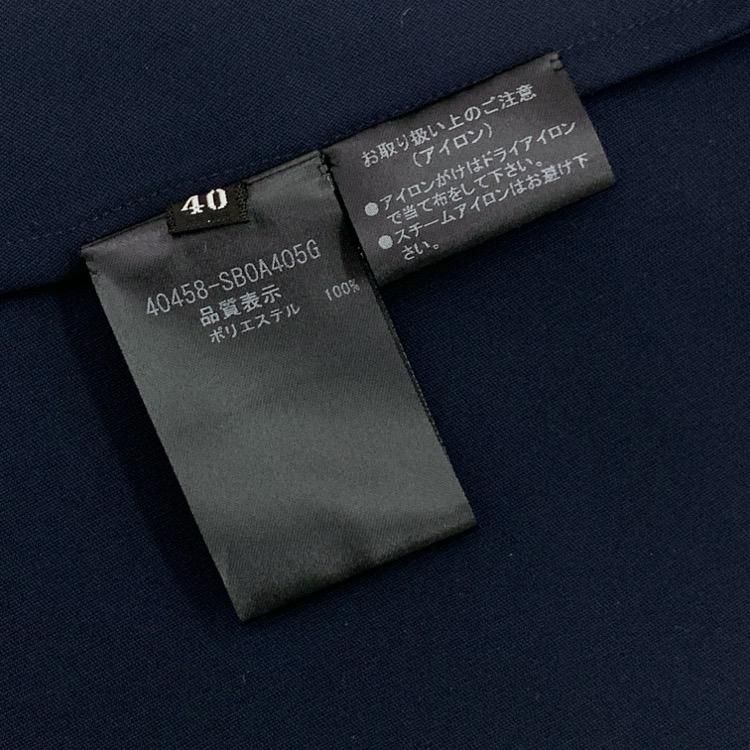 40
40458-SB0A405G
品質表示
ポリエステル 100%
お取り扱い上のご注意
(アイロン)
●アイロンがけはドライアイロン
で当て布をして下さい。
●スチームアイロンはお避け下
さい。